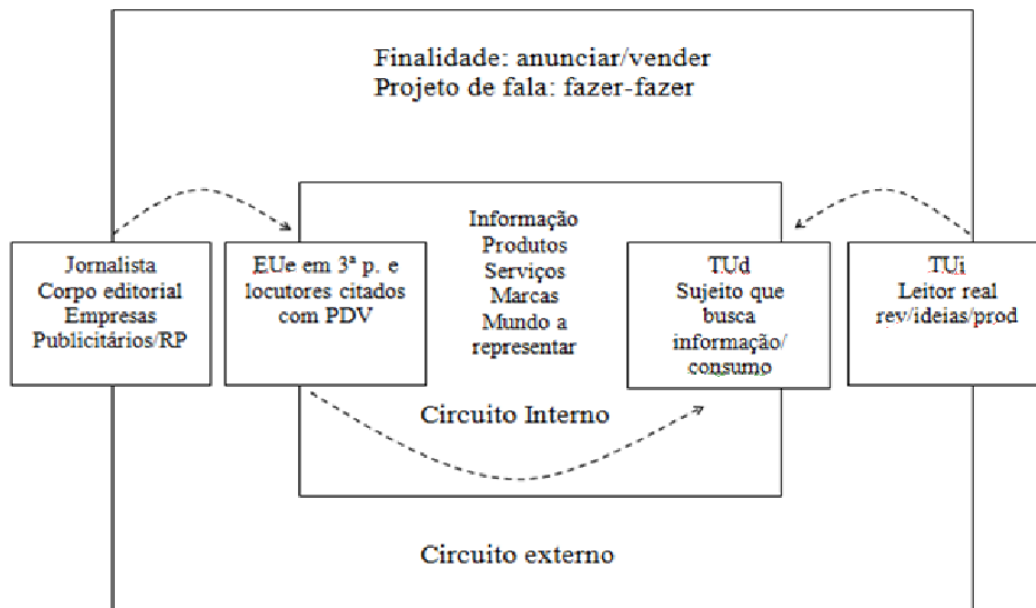 Finalidade: anunciar/vender
Projeto de fala: fazer-fazer
Jornalista
Corpo editorial
Empresas
Publicitários/RP
EUe em 3ª p. e
locutores citados
com PDV
Informação
Produtos
Serviços
Marcas
Mundo a
representar
TUd
Sujeito que
busca
informação/
consumo
TUi
Leitor real
rev/ideias/prod
Circuito Interno
Circuito externo